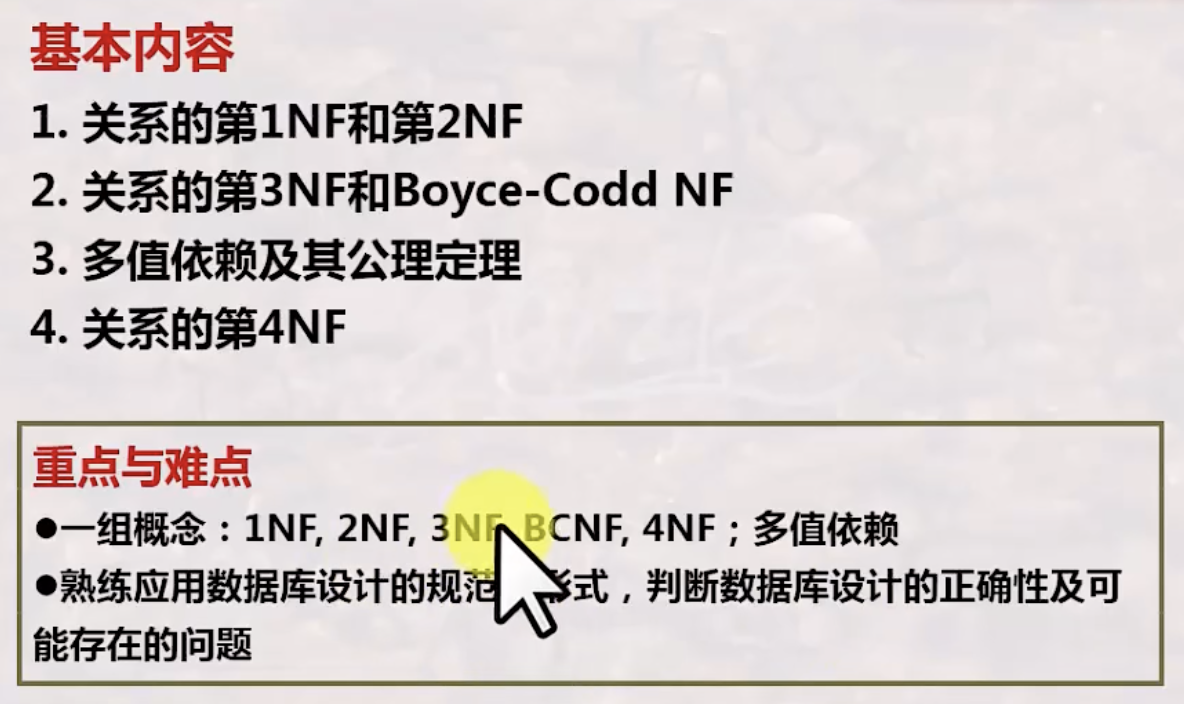 基本内容
1. 关系的第1NF和第2NF
2. 关系的第3NF和Boyce-Codd NF
3. 多值依赖及其公理定理
4. 关系的第4NF
重点与难点
●一组概念：1NF, 2NF, 3NF, BCNF, 4NF；多值依赖
●熟练应用数据库设计的规范形式，判断数据库设计的正确性及可
能存在的问题